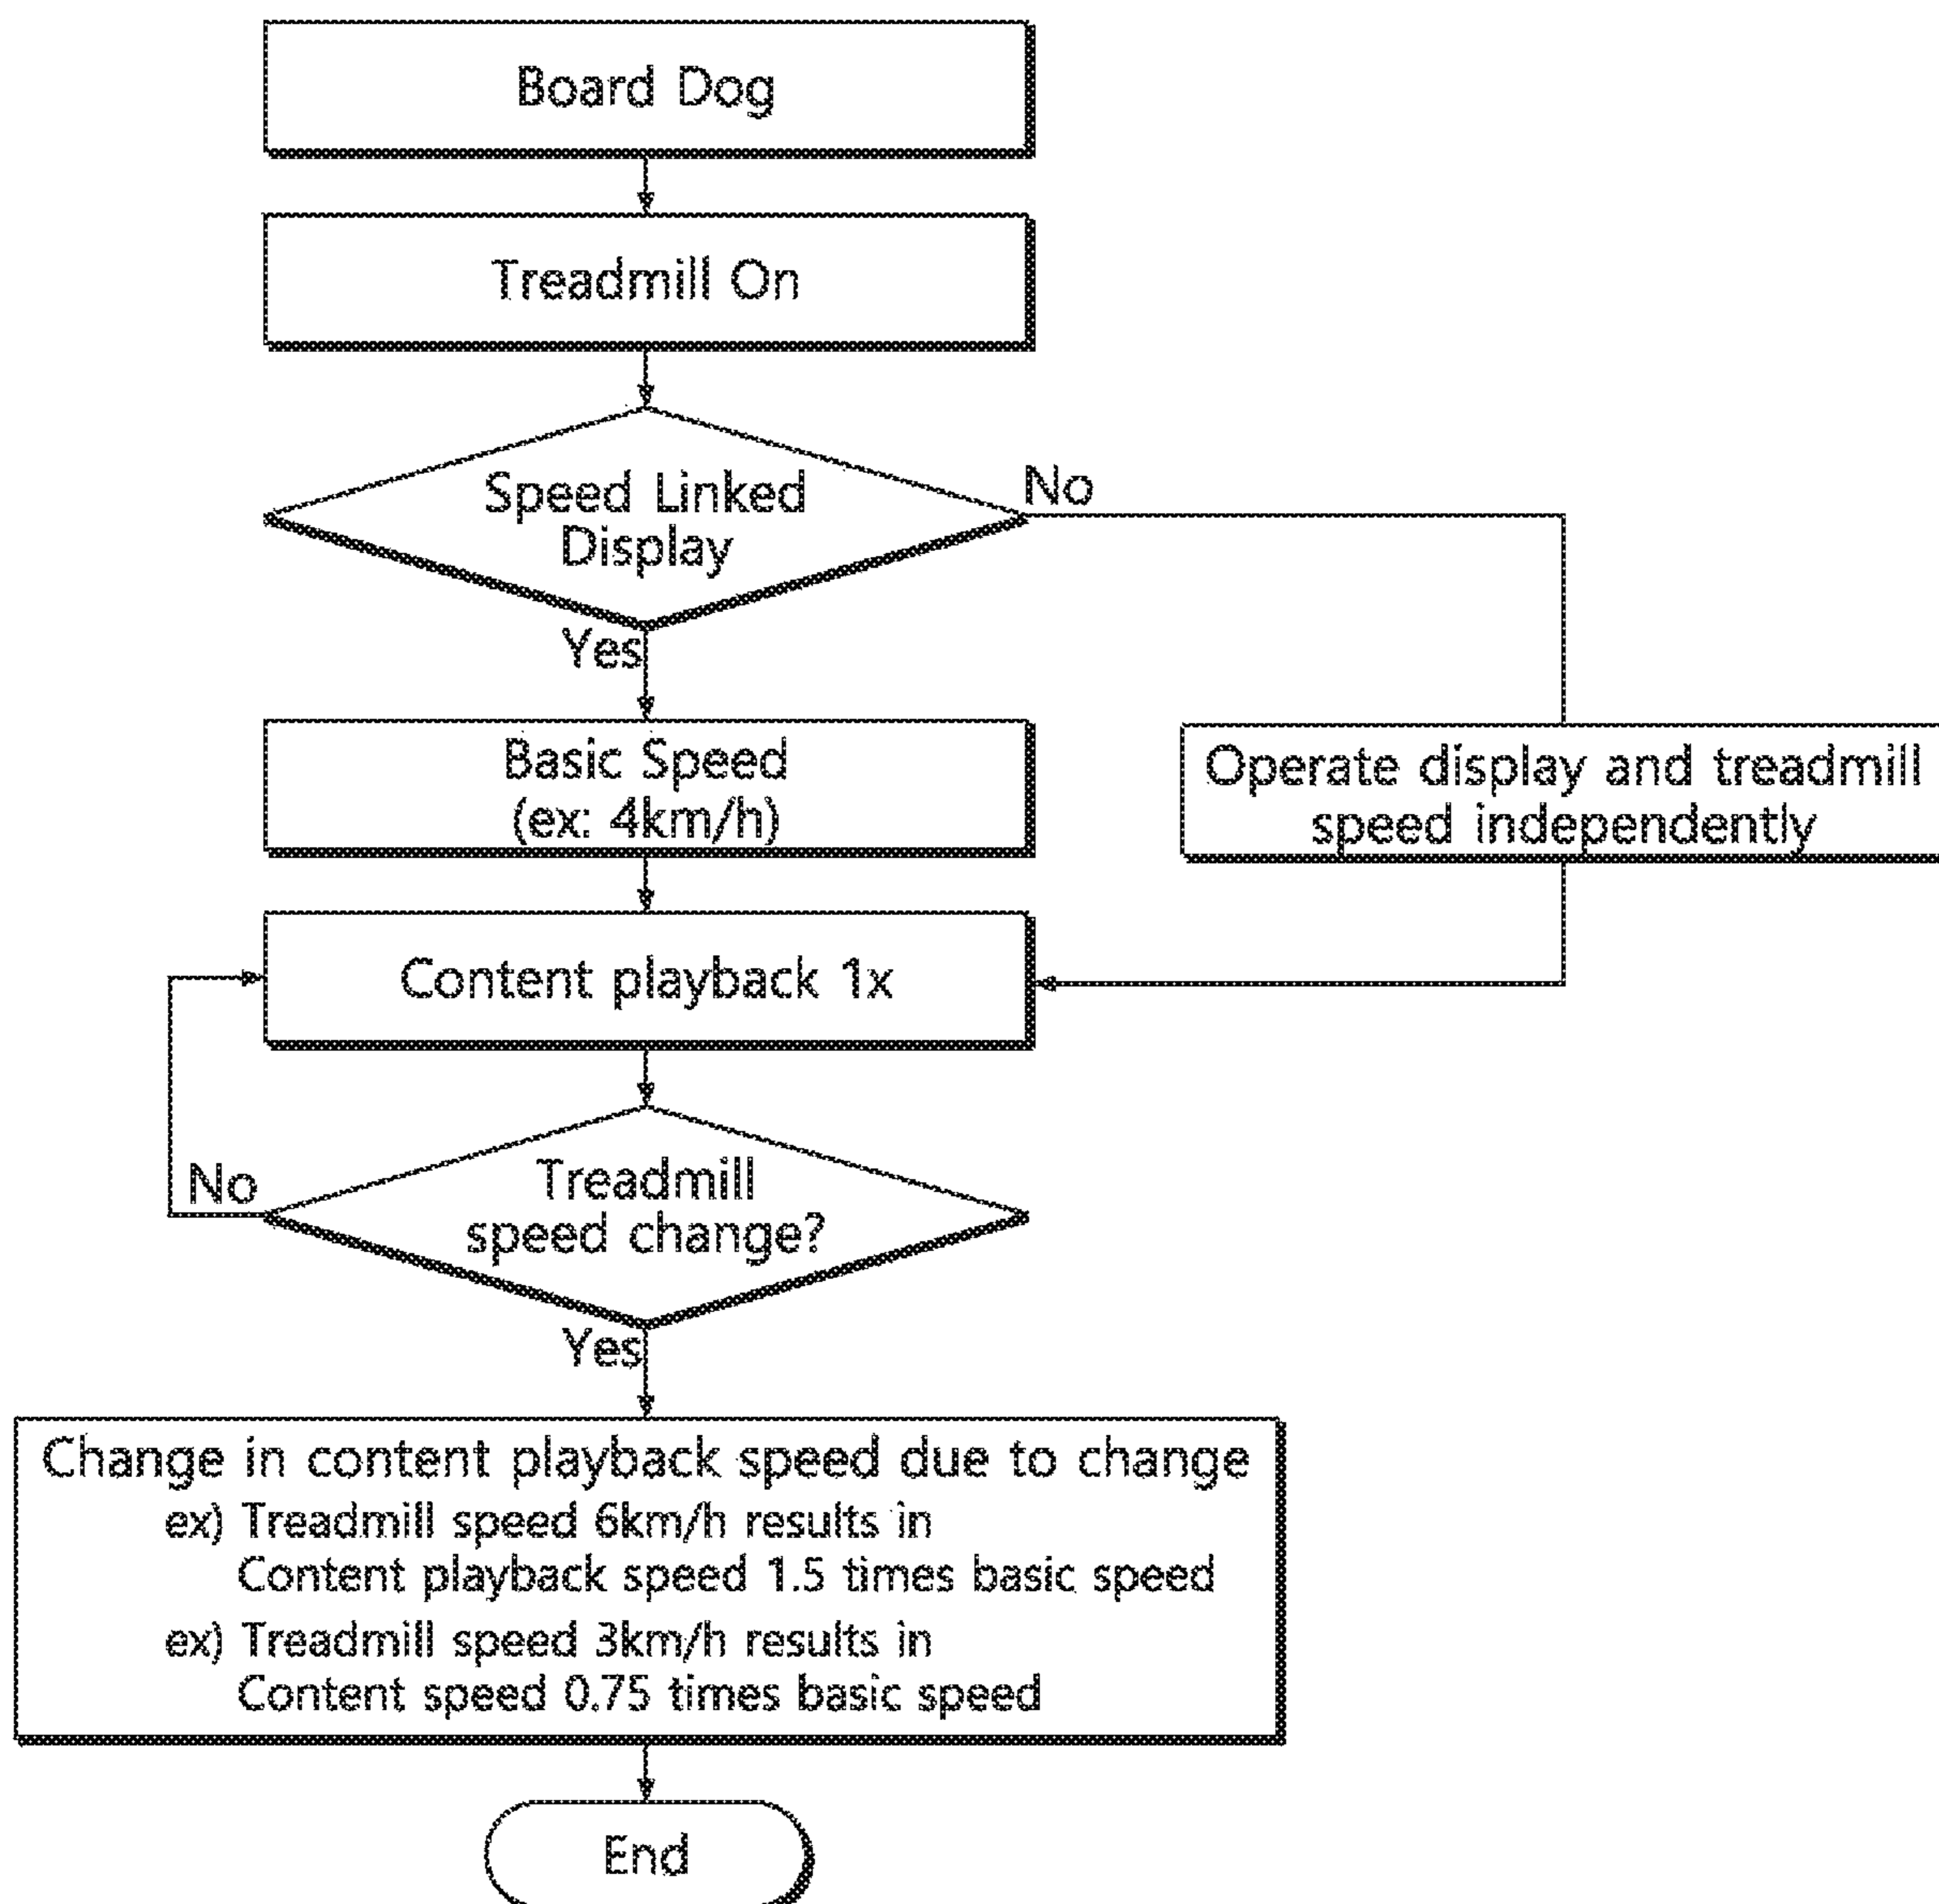 Board Dog
Treadmill On
Speed Linked
Display
No
Yes
Basic Speed
(ex: 4km/h)
Operate display and treadmill
speed independently
Content playback 1x
No
Treadmill
speed change?
Yes
Change in content playback speed due to change
ex) Treadmill speed 6km/h results in
Content playback speed 1.5 times basic speed
ex) Treadmill speed 3km/h results in
Content speed 0.75 times basic speed
End